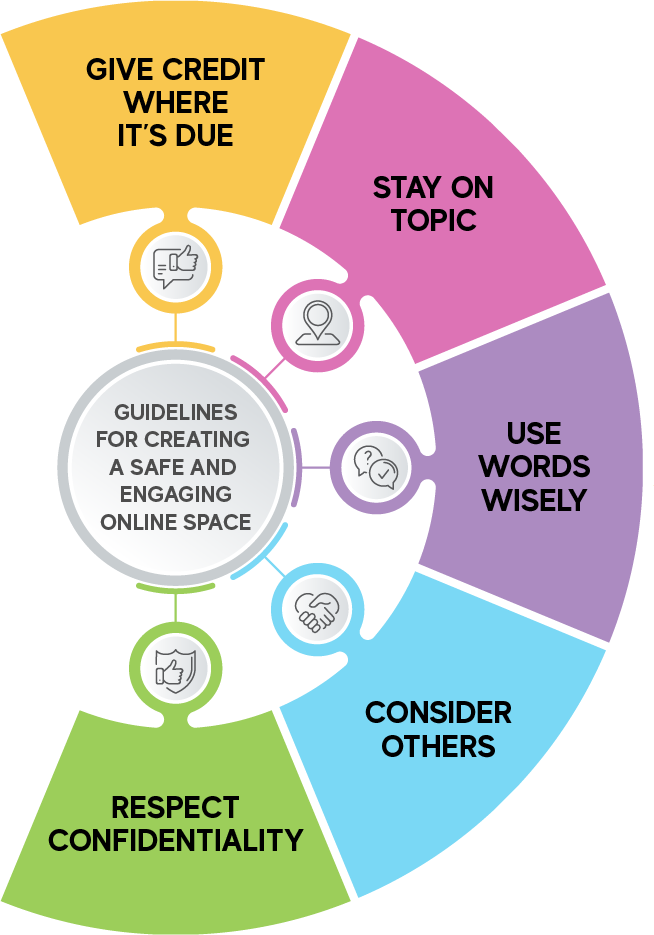 GIVE CREDIT
WHERE
IT'S DUE
STAY ON
TOPIC
USE
WORDS
WISELY
CONSIDER
OTHERS
RESPECT
CONFIDENTIALITY
GUIDELINES
FOR CREATING
A SAFE AND
ENGAGING
ONLINE SPACE
?